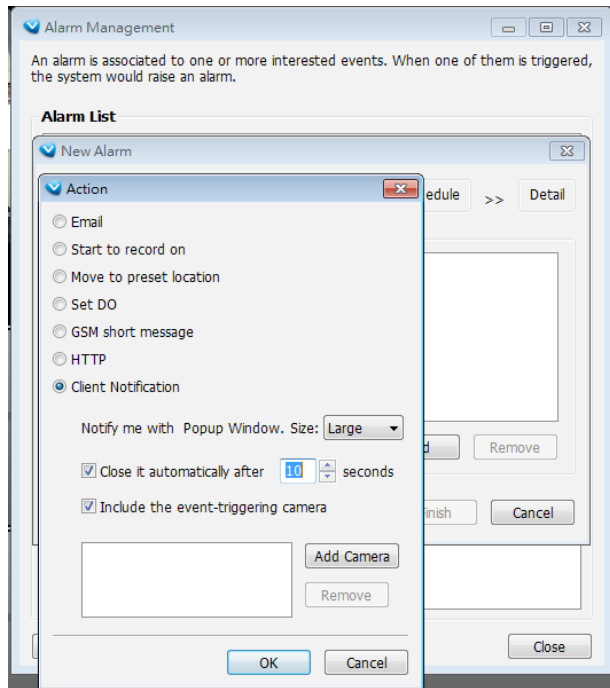 Alarm Management
An alarm is associated to one or more interested events. When one of them is triggered,
the system would raise an alarm.
Alarm List
New Alarm
Action
edule >> Detail
Email
Start to record on
Move to preset location
Set DO
GSM short message
HTTP
Client Notification
Notify me with Popup Window. Size: Large
d Remove
Close it automatically after 10 seconds
Include the event-triggering camera
inish Cancel
Add Camera
Remove
OK Cancel
Close